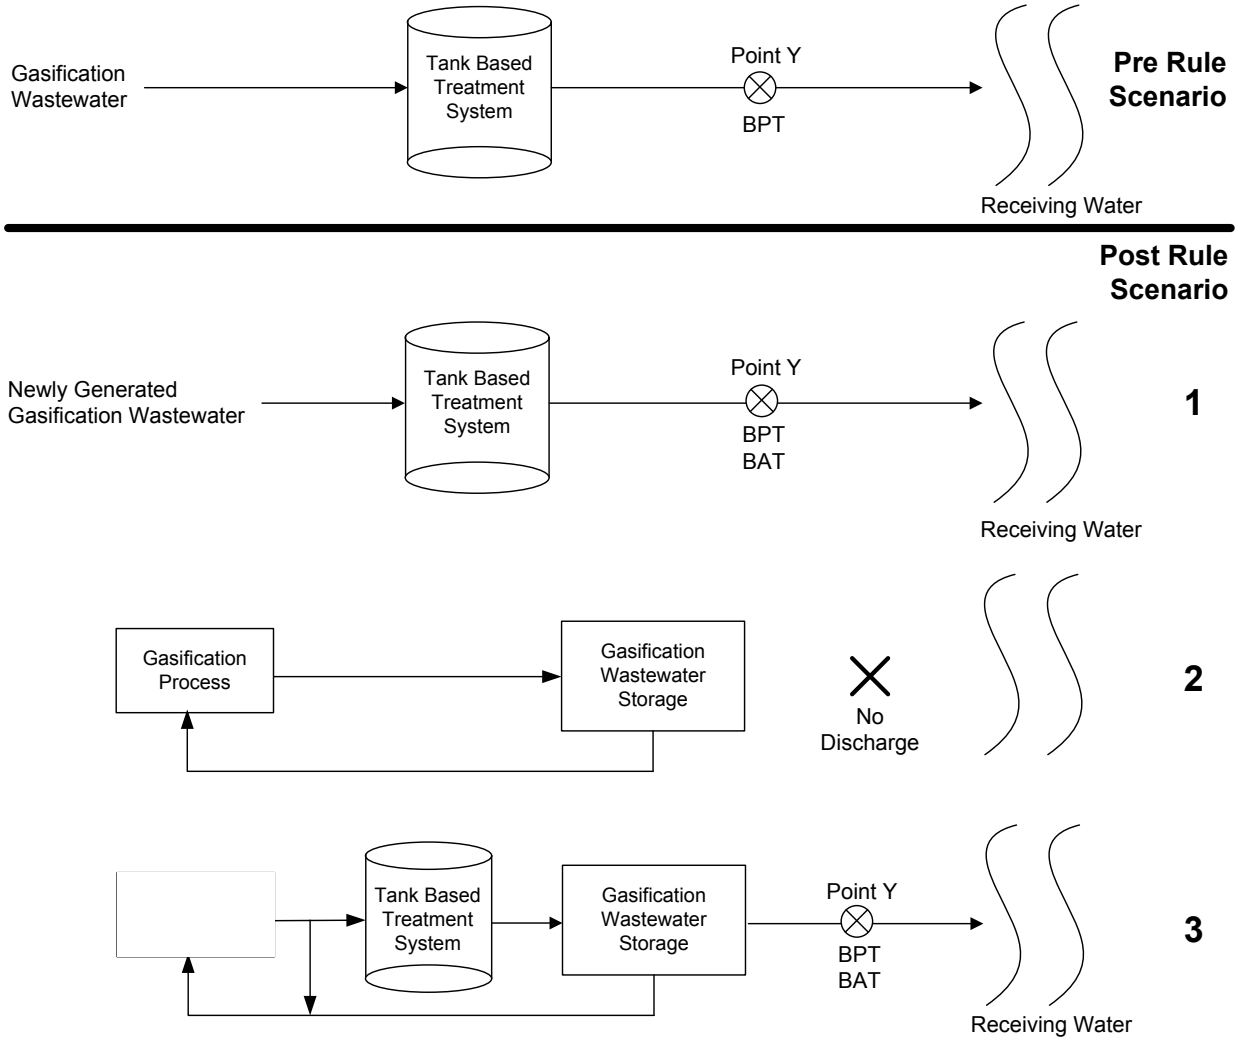 Gasification
Wastewater
Tank Based
Treatment
System
Point Y
BPT
Receiving Water
Pre Rule
Scenario
Post Rule
Scenario
Newly Generated
Gasification Wastewater
Tank Based
Treatment
System
Point Y
BPT
BAT
Receiving Water
1
Gasification
Process
Gasification
Wastewater
Storage
No
Discharge
2
Tank Based
Treatment
System
Gasification
Wastewater
Storage
Point Y
BPT
BAT
Receiving Water
3